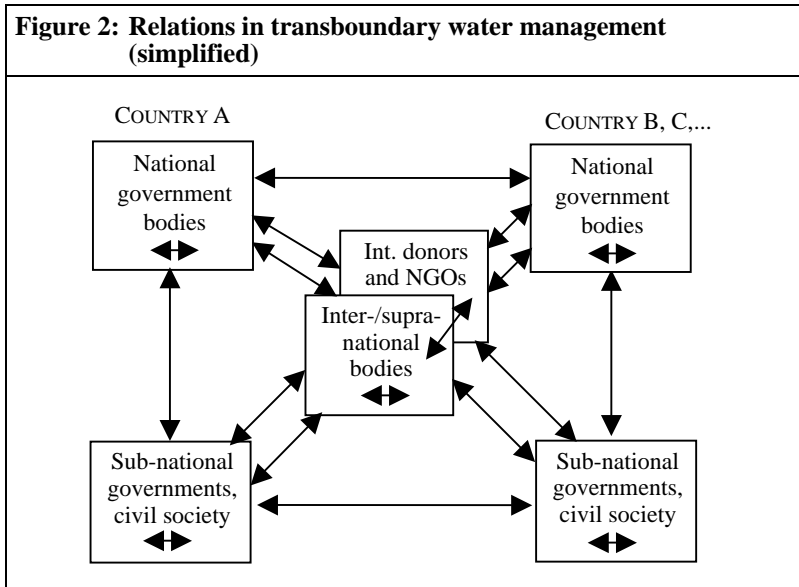 Figure 2: Relations in transboundary water management
(simplified)
COUNTRY A
COUNTRY B, C,...
National
government
bodies
National
government
bodies
Int. donors
and NGOs
Inter-/supra-
national
bodies
Sub-national
governments,
civil society
Sub-national
governments,
civil society